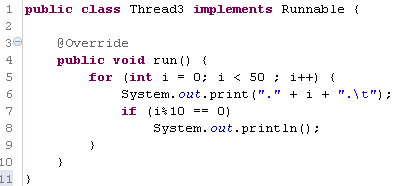 1 public class Thread3 implements Runnable {
2
3 @Override
4 public void run() {
5 for (int i = 0; i < 50 ; i++) {
6 System.out.print("." + i + ".\t");
7 if (i%10 == 0)
8 System.out.println();
9 }
10 }
11 }